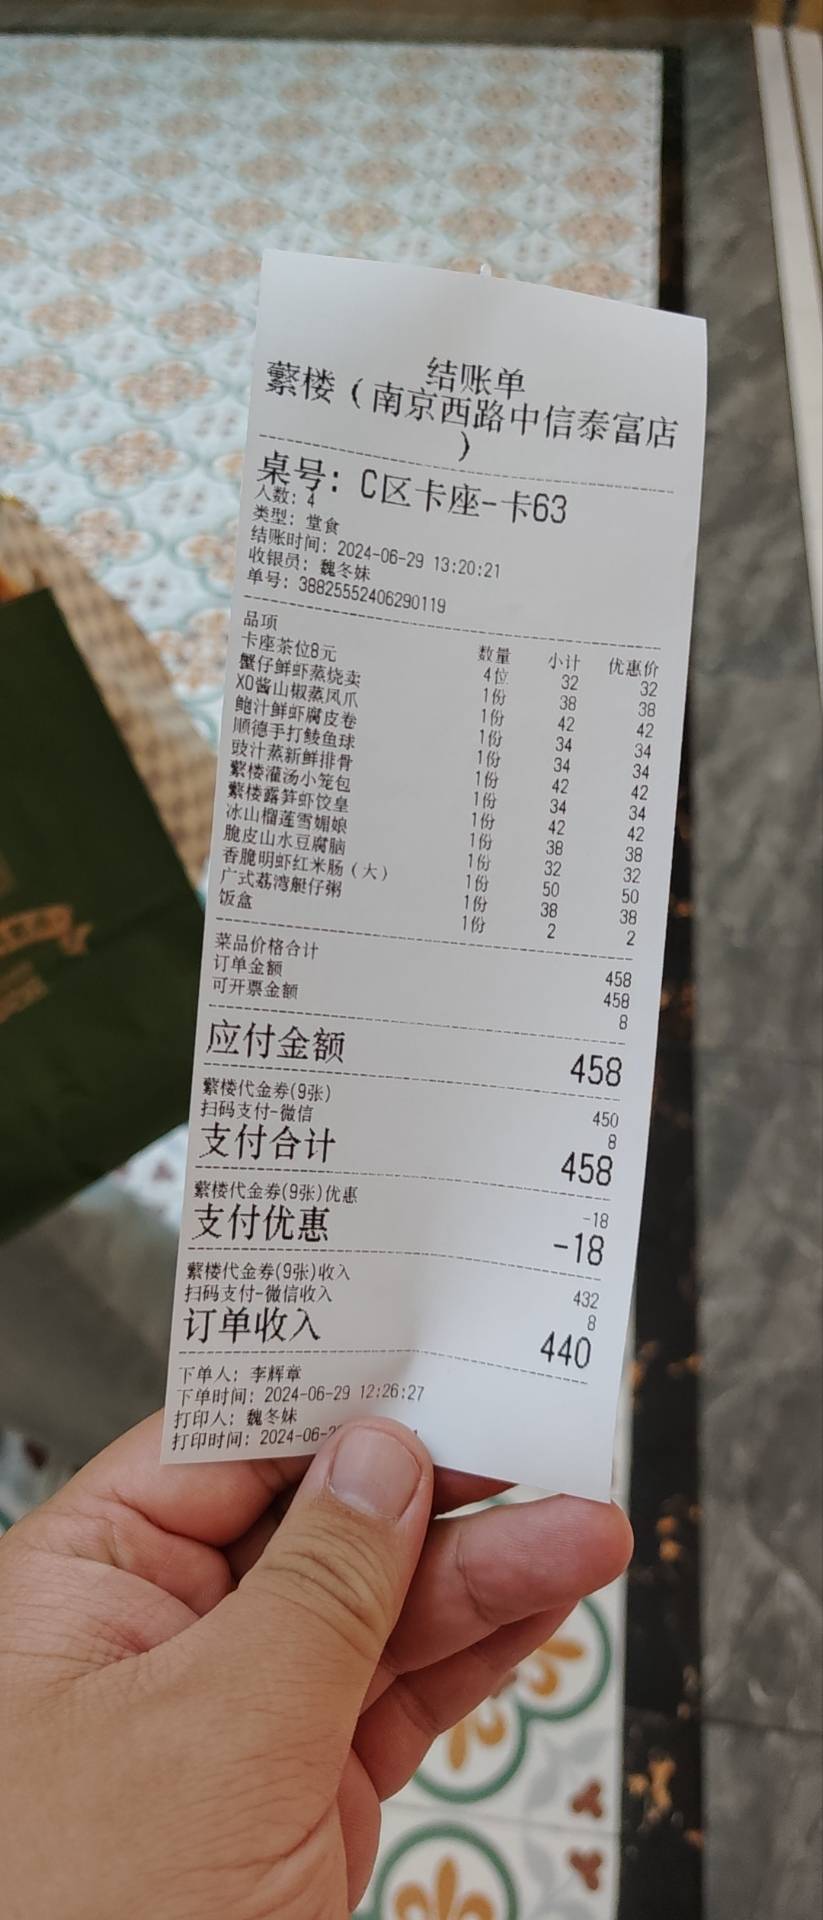 结账单
蘩楼（南京西路中信泰富店
）
桌号: C区卡座-卡63
人数: 4
类型: 堂食
结账时间: 2024-06-29 13:20:21
收银员: 魏冬妹
单号: 38825552406290119
品项 数量 小计 优惠价
卡座茶位8元 4位 32 32
蟹仔鲜虾蒸烧卖 1份 38 38
XO酱山椒蒸凤爪 1份 42 42
鲍汁鲜虾腐皮卷 1份 34 34
顺德手打鲮鱼球 1份 34 34
豉汁蒸新鲜排骨 1份 42 42
蘩楼灌汤小笼包 1份 34 34
蘩楼露笋虾饺皇 1份 42 42
冰山榴莲雪媚娘 1份 38 38
脆皮山水豆腐脑 1份 32 32
香脆明虾红米肠（大） 1份 50 50
广式荔湾艇仔粥 1份 38 38
饭盒 1份 2 2
菜品价格合计 458
订单金额 458
可开票金额 8
应付金额 458
蘩楼代金券(9张) 450
扫码支付-微信 8
支付合计 458
蘩楼代金券(9张)优惠 -18
支付优惠 -18
蘩楼代金券(9张)收入 432
扫码支付-微信收入 8
订单收入 440
下单人: 李辉章
下单时间: 2024-06-29 12:26:27
打印人: 魏冬妹
打印时间: 2024-06-2